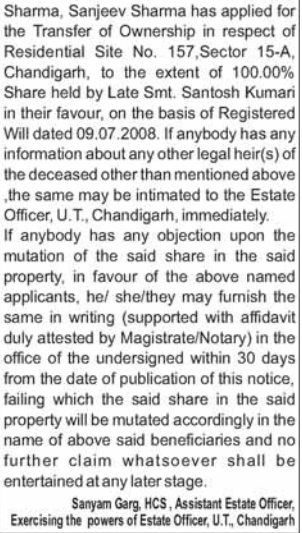 Sharma, Sanjeev Sharma has applied for
the Transfer of Ownership in respect of
Residential Site No. 157,Sector 15-A,
Chandigarh, to the extent of 100.00%
Share held by Late Smt. Santosh Kumari
in their favour, on the basis of Registered
Will dated 09.07.2008. If anybody has any
information about any other legal heir(s) of
the deceased other than mentioned above
,the same may be intimated to the Estate
Officer, U.T., Chandigarh, immediately.
If anybody has any objection upon the
mutation of the said share in the said
property, in favour of the above named
applicants, he/ she/they may furnish the
same in writing (supported with affidavit
duly attested by Magistrate/Notary) in the
office of the undersigned within 30 days
from the date of publication of this notice,
failing which the said share in the said
property will be mutated accordingly in the
name of above said beneficiaries and no
further claim whatsoever shall be
entertained at any later stage.
Sanyam Garg, HCS , Assistant Estate Officer,
Exercising the powers of Estate Officer, U.T., Chandigarh